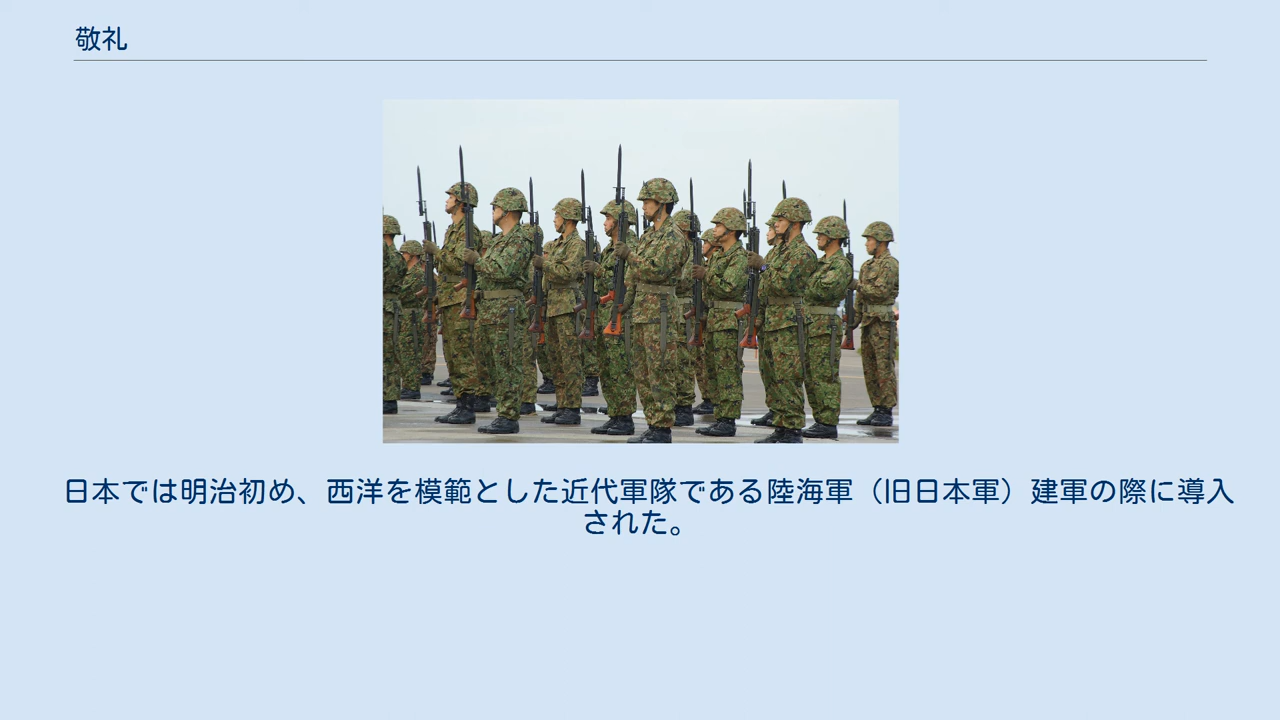 敬礼
日本では明治初め、西洋を模範とした近代軍隊である陸海軍（旧日本軍）建軍の際に導入
された。